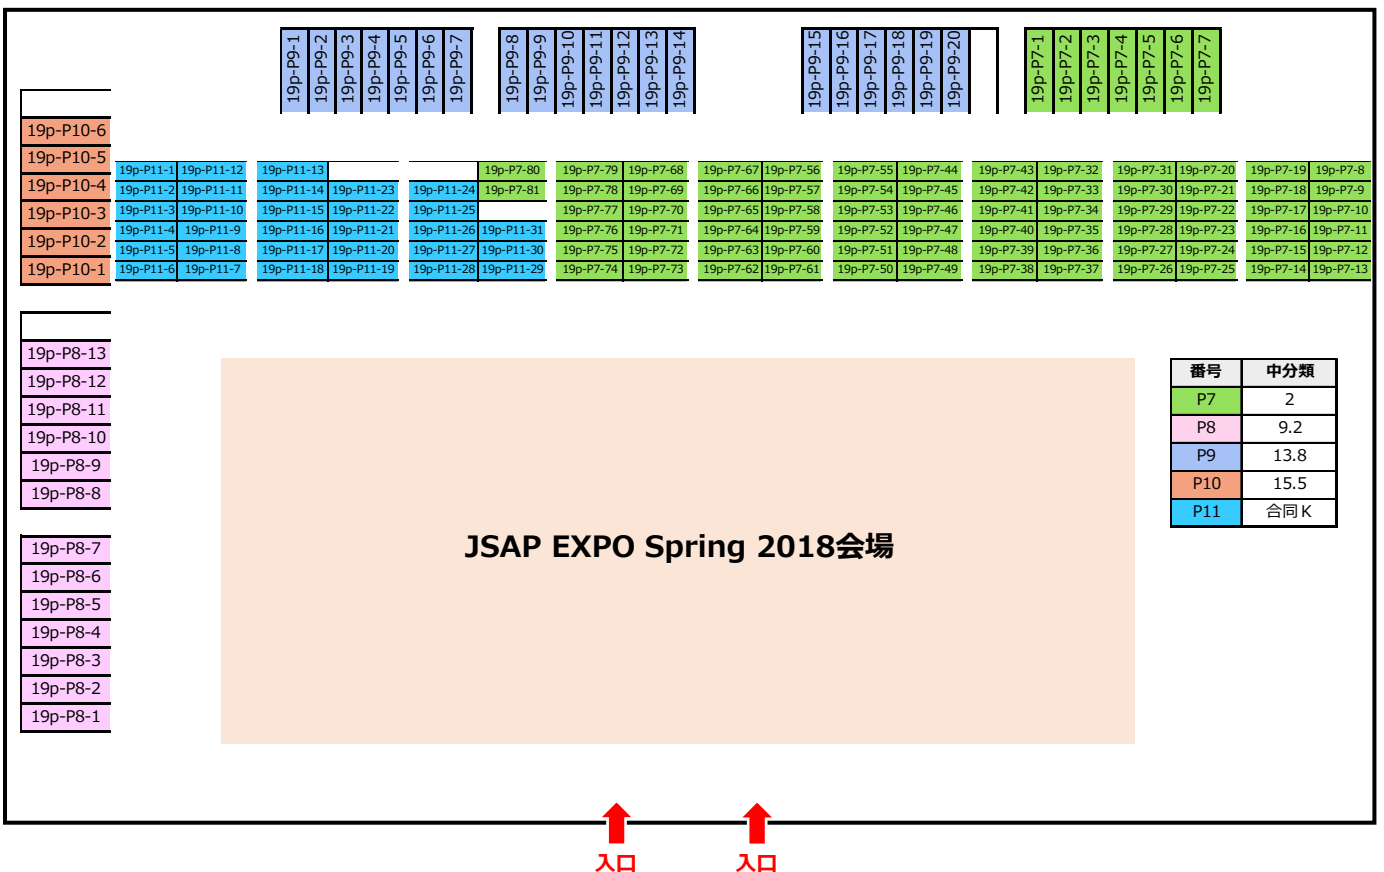 19p-P9-1 19p-P9-2 19p-P9-3 19p-P9-4 19p-P9-5 19p-P9-6 19p-P9-7 19p-P9-8 19p-P9-9 19p-P9-10 19p-P9-11 19p-P9-12 19p-P9-13 19p-P9-14 19p-P9-15 19p-P9-16 19p-P9-17 19p-P9-18 19p-P9-19 19p-P9-20 19p-P7-1 19p-P7-2 19p-P7-3 19p-P7-4 19p-P7-5 19p-P7-6 19p-P7-7
19p-P10-6
19p-P10-5
19p-P10-4
19p-P10-3
19p-P10-2
19p-P10-1
19p-P11-1 19p-P11-12 19p-P11-13 19p-P7-80 19p-P7-79 19p-P7-68 19p-P7-67 19p-P7-56 19p-P7-55 19p-P7-44 19p-P7-43 19p-P7-32 19p-P7-31 19p-P7-20 19p-P7-19 19p-P7-8
19p-P11-2 19p-P11-11 19p-P11-14 19p-P11-23 19p-P11-24 19p-P7-81 19p-P7-78 19p-P7-69 19p-P7-66 19p-P7-57 19p-P7-54 19p-P7-45 19p-P7-42 19p-P7-33 19p-P7-30 19p-P7-21 19p-P7-18 19p-P7-9
19p-P11-3 19p-P11-10 19p-P11-15 19p-P11-22 19p-P11-25 19p-P7-77 19p-P7-70 19p-P7-65 19p-P7-58 19p-P7-53 19p-P7-46 19p-P7-41 19p-P7-34 19p-P7-29 19p-P7-22 19p-P7-17 19p-P7-10
19p-P11-4 19p-P11-9 19p-P11-16 19p-P11-21 19p-P11-26 19p-P11-31 19p-P7-76 19p-P7-71 19p-P7-64 19p-P7-59 19p-P7-52 19p-P7-47 19p-P7-40 19p-P7-35 19p-P7-28 19p-P7-23 19p-P7-16 19p-P7-11
19p-P11-5 19p-P11-8 19p-P11-17 19p-P11-20 19p-P11-27 19p-P11-30 19p-P7-75 19p-P7-72 19p-P7-63 19p-P7-60 19p-P7-51 19p-P7-48 19p-P7-39 19p-P7-36 19p-P7-27 19p-P7-24 19p-P7-15 19p-P7-12
19p-P11-6 19p-P11-7 19p-P11-18 19p-P11-19 19p-P11-28 19p-P11-29 19p-P7-74 19p-P7-73 19p-P7-62 19p-P7-61 19p-P7-50 19p-P7-49 19p-P7-38 19p-P7-37 19p-P7-26 19p-P7-25 19p-P7-14 19p-P7-13
19p-P8-13
19p-P8-12
19p-P8-11
19p-P8-10
19p-P8-9
19p-P8-8
19p-P8-7
19p-P8-6
19p-P8-5
19p-P8-4
19p-P8-3
19p-P8-2
19p-P8-1
JSAP EXPO Spring 2018会場
番号 中分類
P7 2
P8 9.2
P9 13.8
P10 15.5
P11 合同K
入口 入口